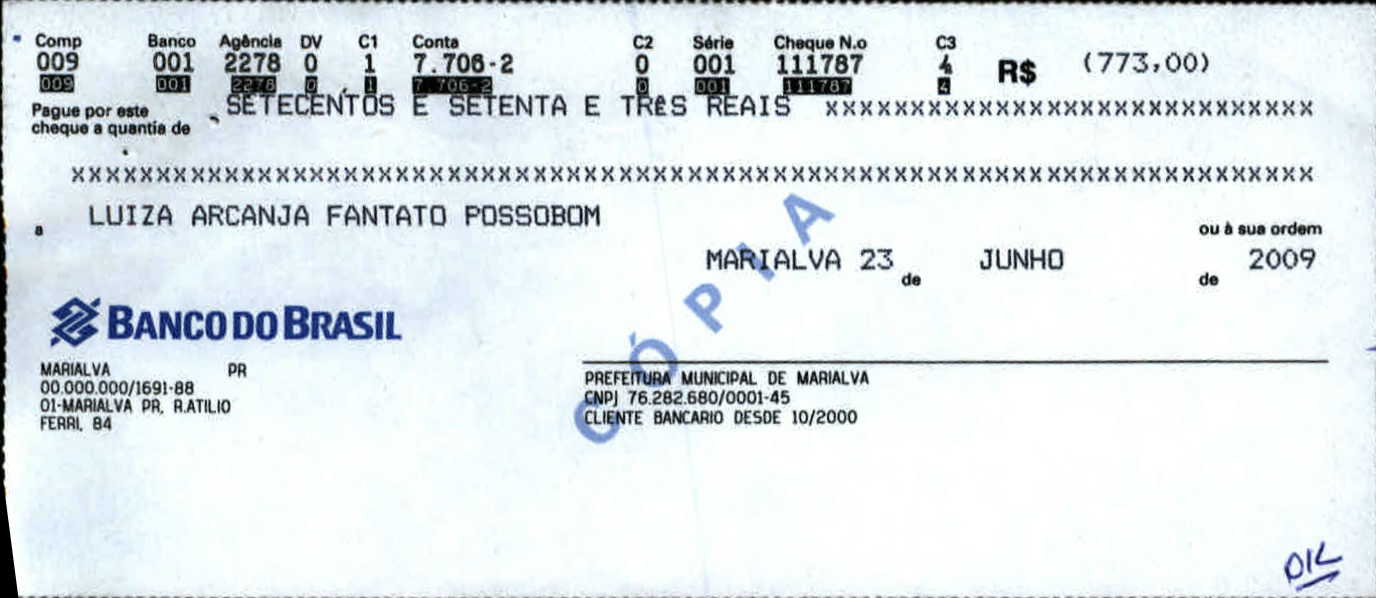 Comp Banco Agência DV C1 Conta C2 Série Cheque N.o C3
009 001 2278 0 1 7.706-2 0 001 111787 4 R$ (773,00)
009 001 2278 0 1 7.706-2 0 001 111787 4
Pague por este SETECENTOS E SETENTA E TRêS REAIS xxxxxxxxxxxxxxxxxxxxxxxxxxxxx
cheque a quantia de
xxxxxxxxxxxxxxxxxxxxxxxxxxxxxxxxxxxxxxxxxxxxxxxxxxxxxxxxxxxxxxxxxxxxxxxxxx
a LUIZA ARCANJA FANTATO POSSOBOM ou à sua ordem
MARIALVA 23 de JUNHO de 2009
CÓPIA
BANCO DO BRASIL
MARIALVA PR
00.000.000/1691-88
01-MARIALVA PR, R.ATILIO
FERRI, 84
PREFEITURA MUNICIPAL DE MARIALVA
CNPJ 76.282.680/0001-45
CLIENTE BANCARIO DESDE 10/2000